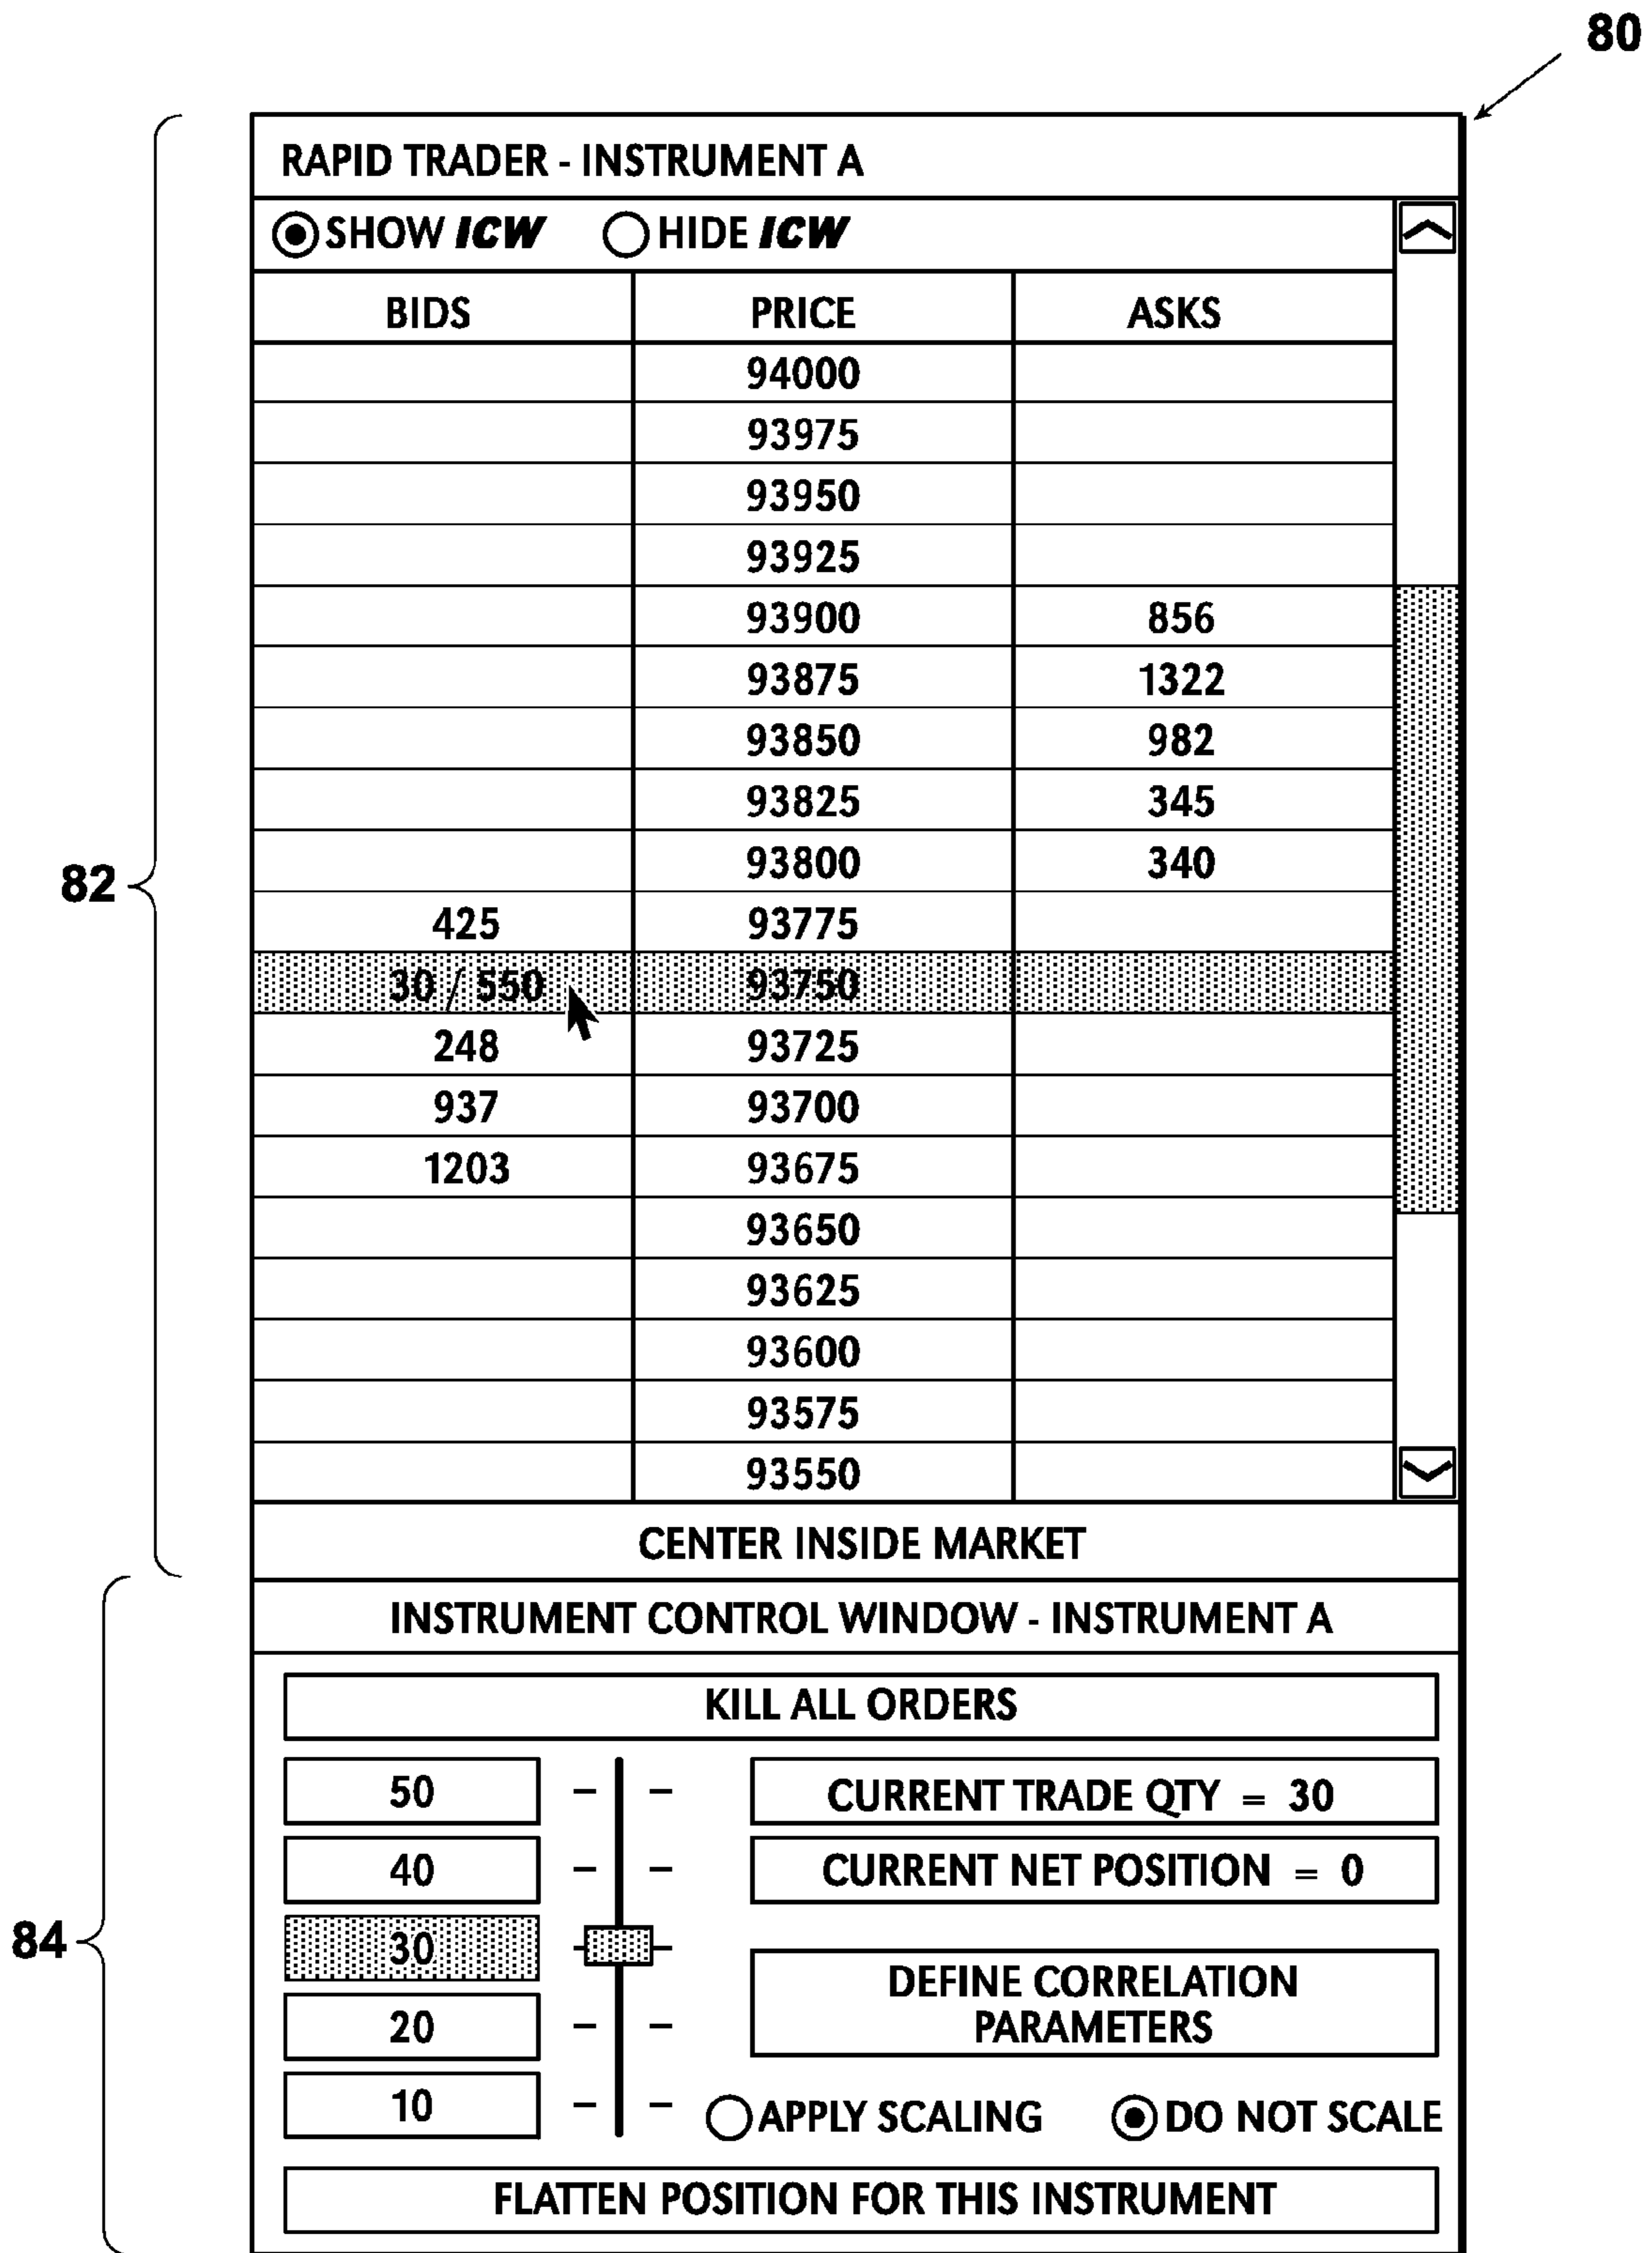 80
RAPID TRADER - INSTRUMENT A
SHOW ICW HIDE ICW
BIDS PRICE ASKS
94000
93975
93950
93925
93900 856
93875 1322
93850 982
93825 345
93800 340
82
425 93775
30 / 550 93750
248 93725
937 93700
1203 93675
93650
93625
93600
93575
93550
CENTER INSIDE MARKET
INSTRUMENT CONTROL WINDOW - INSTRUMENT A
KILL ALL ORDERS
50 CURRENT TRADE QTY = 30
40 CURRENT NET POSITION = 0
84
30
DEFINE CORRELATION
20 PARAMETERS
10 APPLY SCALING DO NOT SCALE
FLATTEN POSITION FOR THIS INSTRUMENT